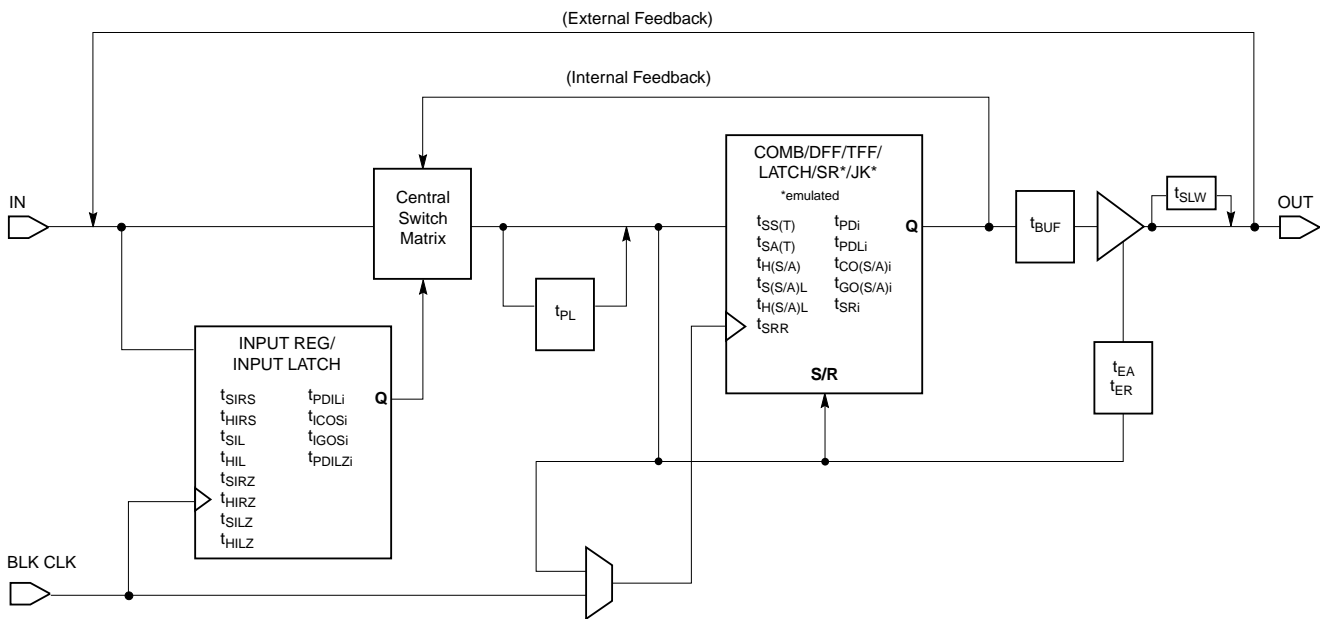 (External Feedback)
(Internal Feedback)
COMB/DFF/TFF/
LATCH/SR*/JK*
*emulated
IN
Central
Switch
Matrix
tSS(T)
tSA(T)
tH(S/A)
tS(S/A)L
tH(S/A)L
tSRR
tPDi
tPDLi
tCO(S/A)i
tGO(S/A)i
tSRi
Q
S/R
tBUF
tSLW
OUT
tPL
tEA
tER
INPUT REG/
INPUT LATCH
tSIRS
tHIRS
tSIL
tHIL
tSIRZ
tHIRZ
tSILZ
tHILZ
tPDILi
tICOSi
tIGOSi
tPDILZi
Q
BLK CLK